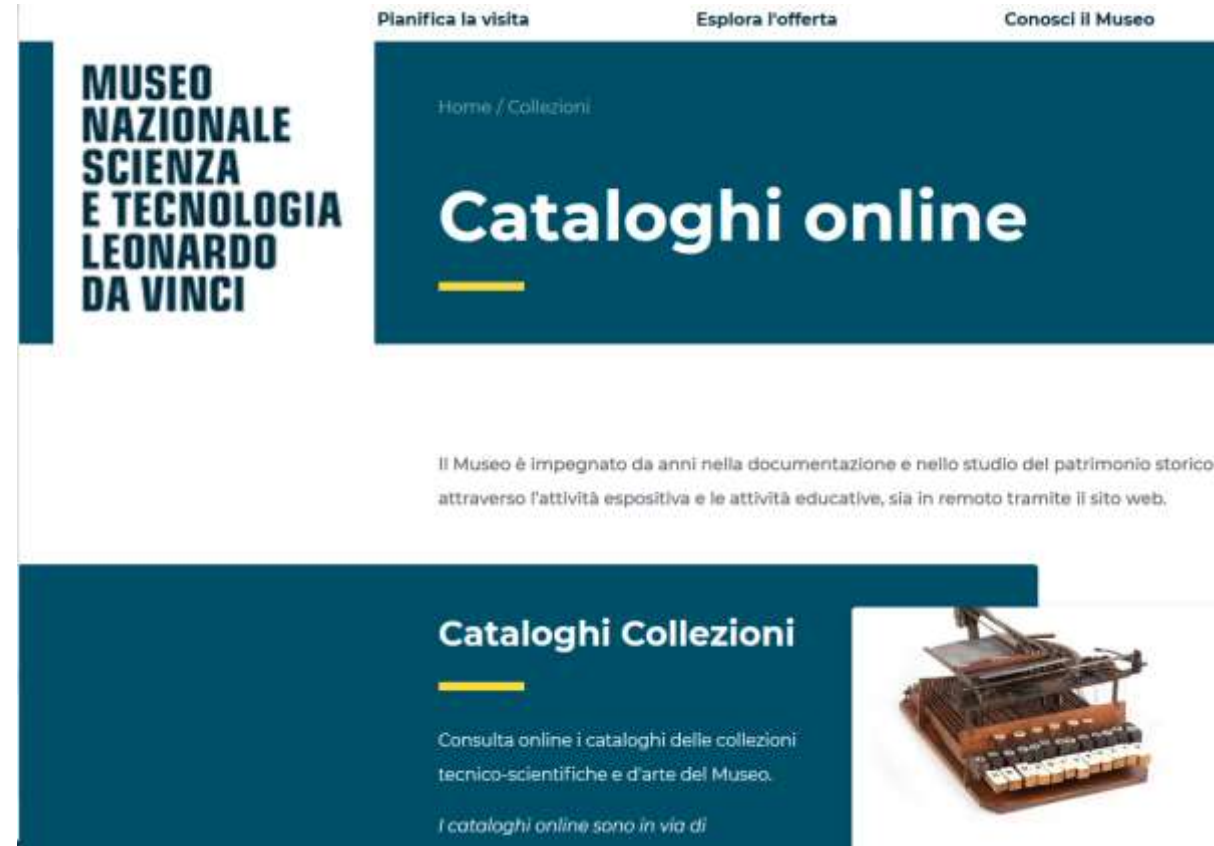 Pianifica la visita
Esplora l'offerta
Conosci il Museo
MUSEO
NAZIONALE
SCIENZA
E TECNOLOGIA
LEONARDO
DA VINCI
Home / Collezioni
Cataloghi online
Il Museo è impegnato da anni nella documentazione e nello studio del patrimonio storico
attraverso l'attività espositiva e le attività educative, sia in remoto tramite il sito web.
Cataloghi Collezioni
Consulta online i cataloghi delle collezioni
tecnico-scientifiche e d'arte del Museo.
I cataloghi online sono in via di